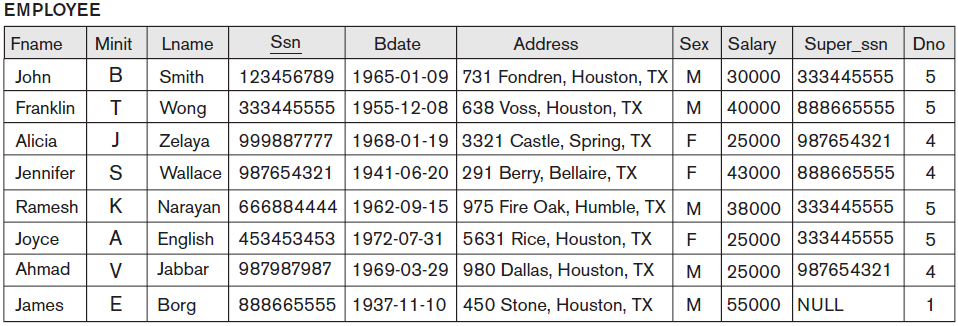 EMPLOYEE
Fname Minit Lname Ssn Bdate Address Sex Salary Super_ssn Dno
John B Smith 123456789 1965-01-09 731 Fondren, Houston, TX M 30000 333445555 5
Franklin T Wong 333445555 1955-12-08 638 Voss, Houston, TX M 40000 888665555 5
Alicia J Zelaya 999887777 1968-01-19 3321 Castle, Spring, TX F 25000 987654321 4
Jennifer S Wallace 987654321 1941-06-20 291 Berry, Bellaire, TX F 43000 888665555 4
Ramesh K Narayan 666884444 1962-09-15 975 Fire Oak, Humble, TX M 38000 333445555 5
Joyce A English 453453453 1972-07-31 5631 Rice, Houston, TX F 25000 333445555 5
Ahmad V Jabbar 987987987 1969-03-29 980 Dallas, Houston, TX M 25000 987654321 4
James E Borg 888665555 1937-11-10 450 Stone, Houston, TX M 55000 NULL 1